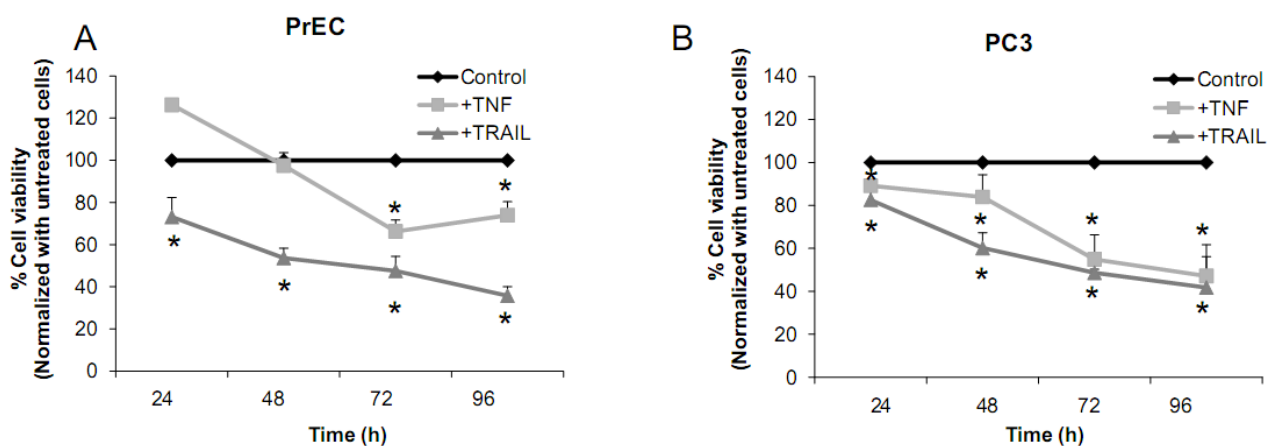 A
PrEC
% Cell viability
(Normalized with untreated cells)
140
120
100
80
60
40
20
0
Control
+TNF
+TRAIL
*
*
*
*
*
*
24
48
72
96
Time (h)
B
PC3
% Cell viability
(Normalized with untreated cells)
140
120
100
80
60
40
20
0
Control
+TNF
+TRAIL
*
*
*
*
*
*
*
*
24
48
72
96
Time (h)